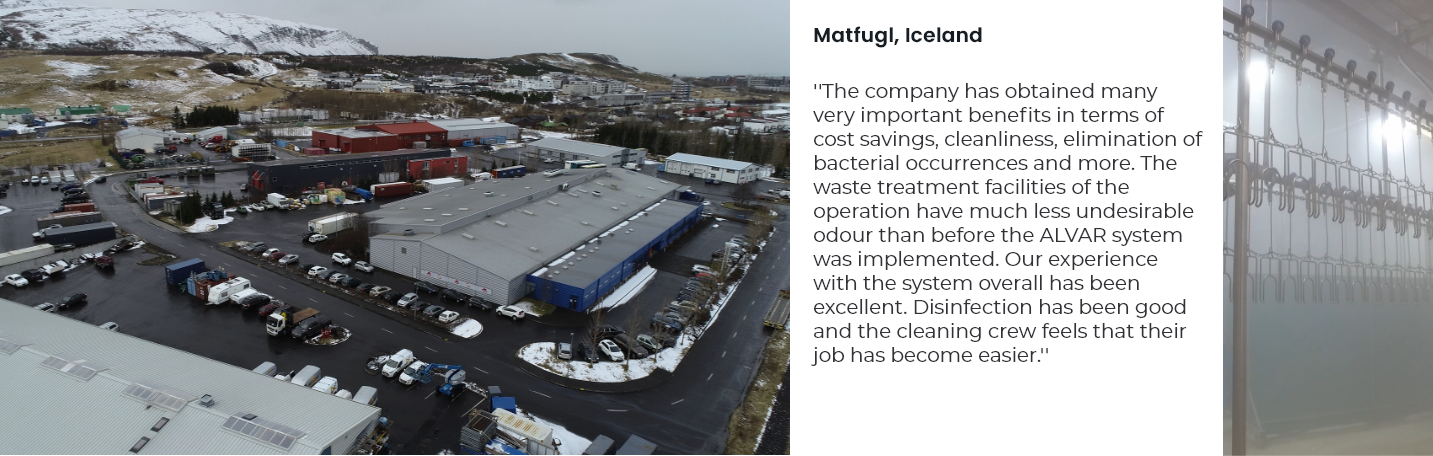 Matfugl, Iceland
"The company has obtained many
very important benefits in terms of
cost savings, cleanliness, elimination of
bacterial occurrences and more. The
waste treatment facilities of the
operation have much less undesirable
odour than before the ALVAR system
was implemented. Our experience
with the system overall has been
excellent. Disinfection has been good
and the cleaning crew feels that their
job has become easier."